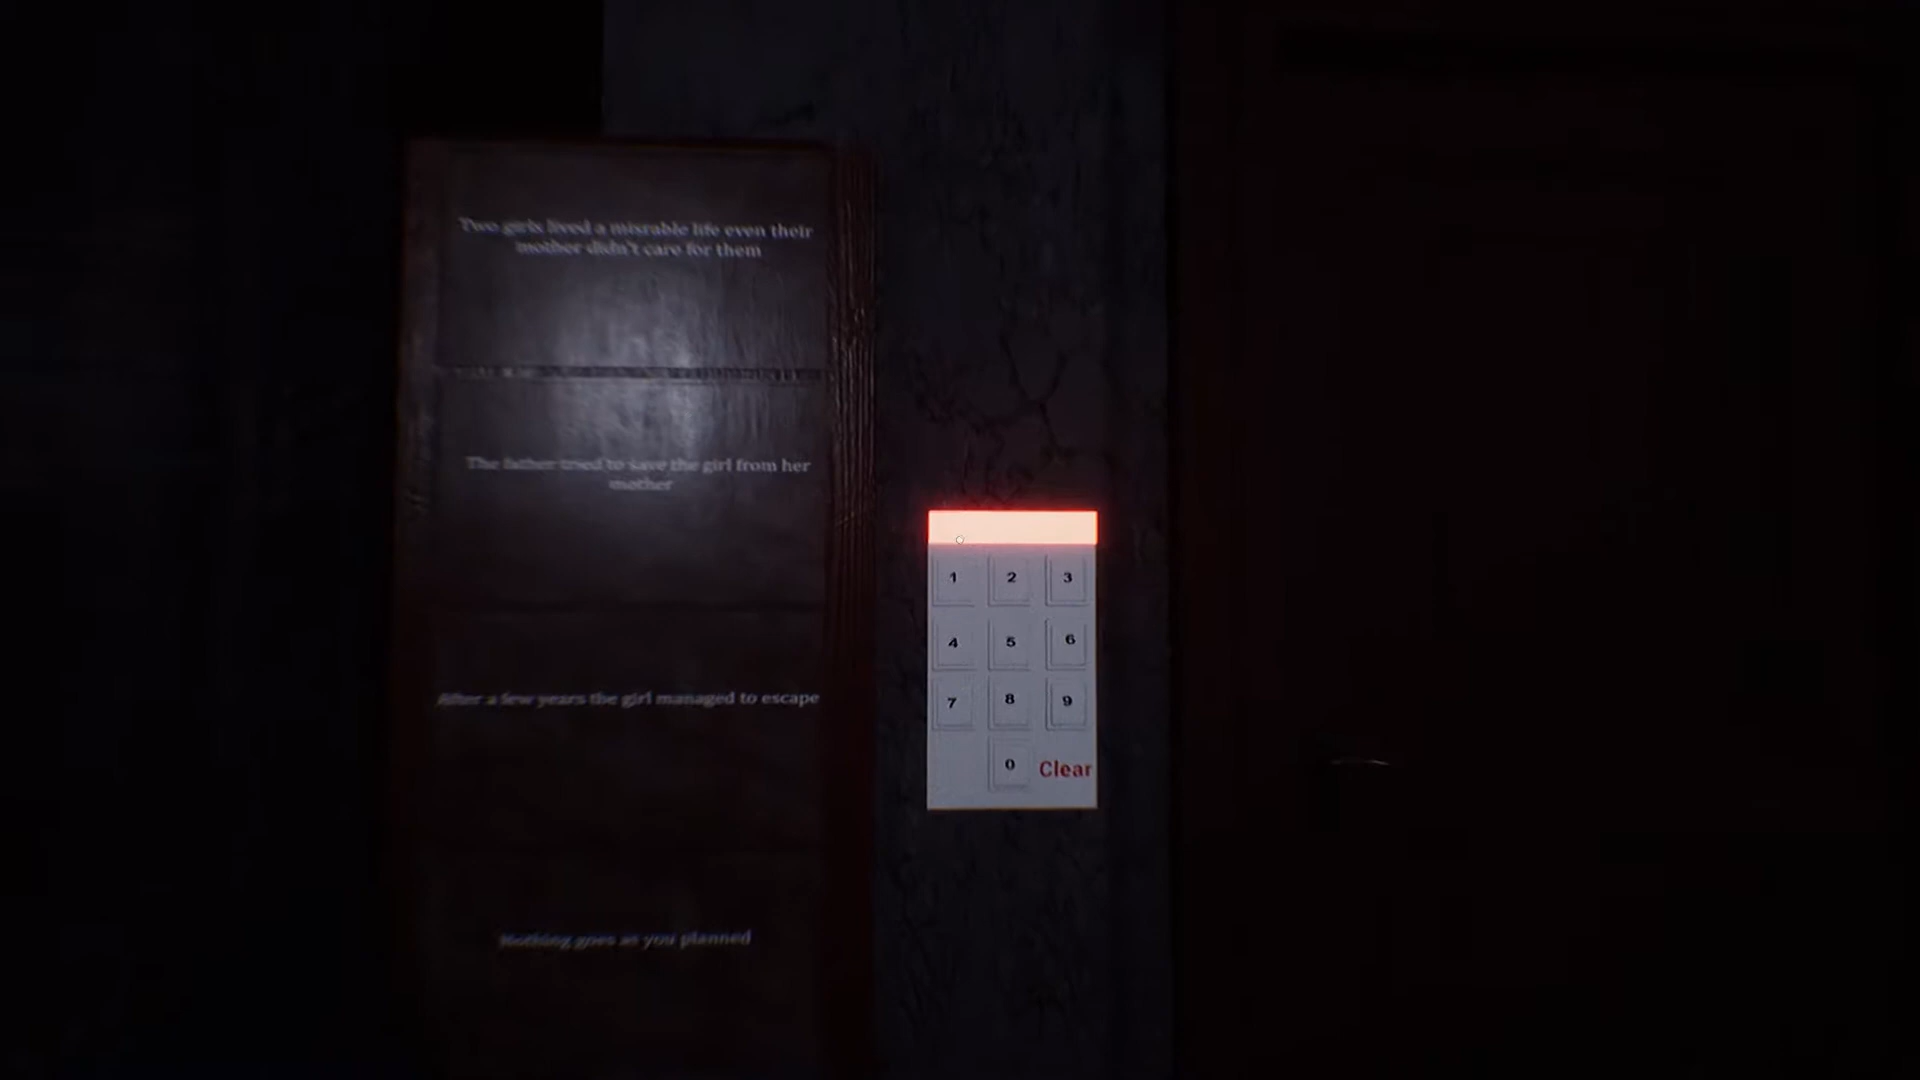 Two girls lived a misrable life even their
mother didn't care for them
The father tried to save the girl from her
mother
After a few years the girl managed to escape
Nothing goes as you planned
1 2 3
4 5 6
7 8 9
0 Clear